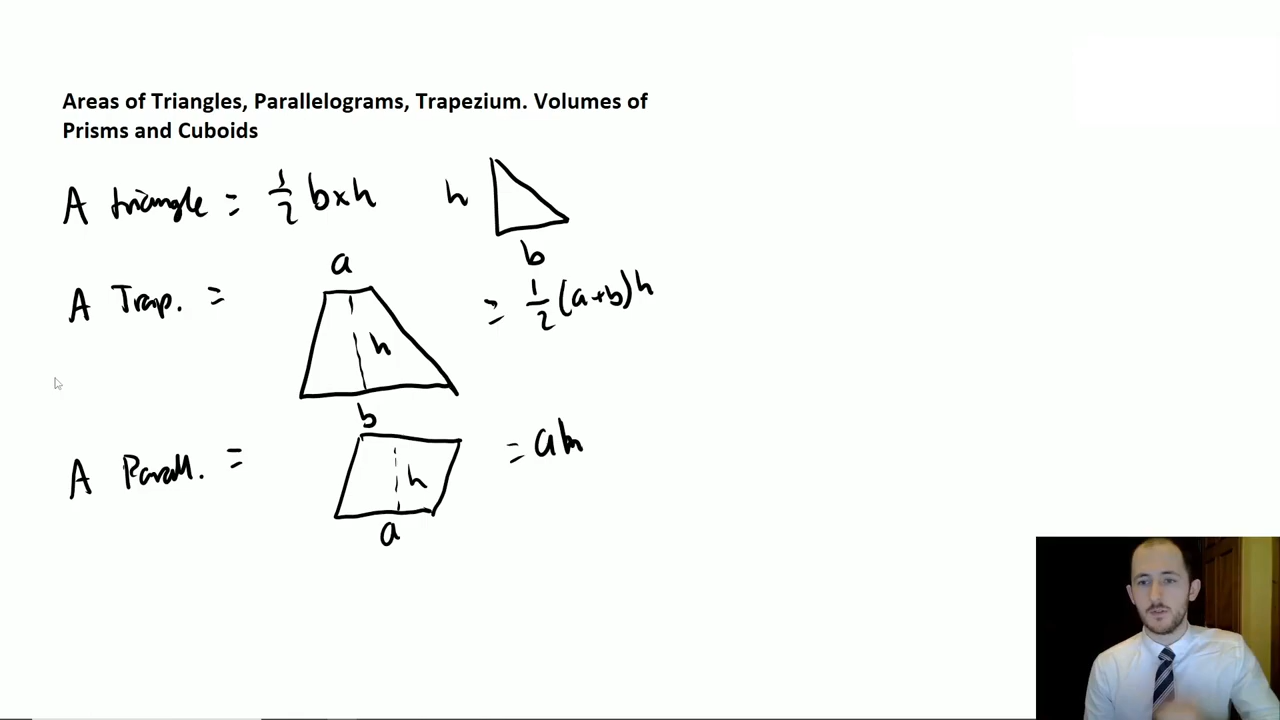 Areas of Triangles, Parallelograms, Trapezium. Volumes of
Prisms and Cuboids
A triangle = 1/2 b×h
h
b
A Trap. =
a
h
b
= 1/2 (a+b)h
A Parall. =
h
a
= ah